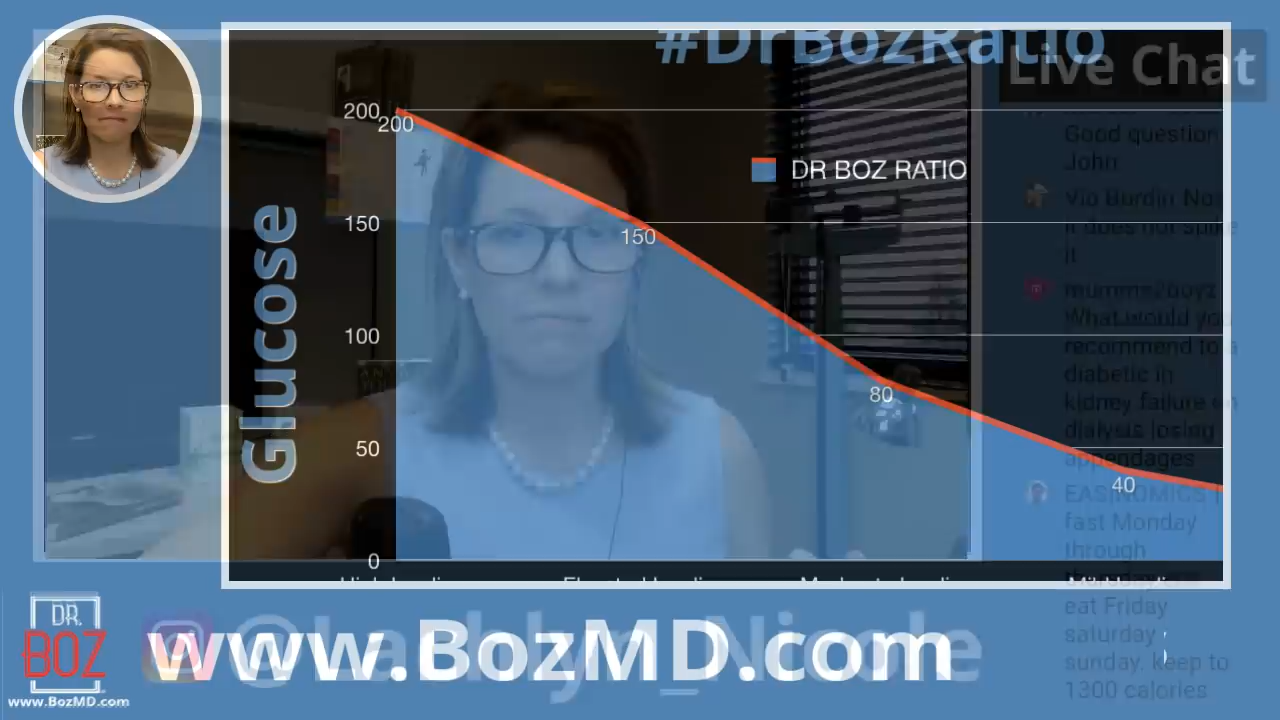 #DrBozRatio
Live Chat
Good question
John
Vio Burdin No
it does not spike
it
What would you
recommend to a
diabetic in
kidney failure on
dialysis losing
appendages
fast Monday
through
thursday
eat Friday
saturday
sunday. keep to
1300 calories
Glucose
200
200
150
150
100
80
50
40
0
DR BOZ RATIO
DR.
BOZ
www.BozMD.com
www.BozMD.com